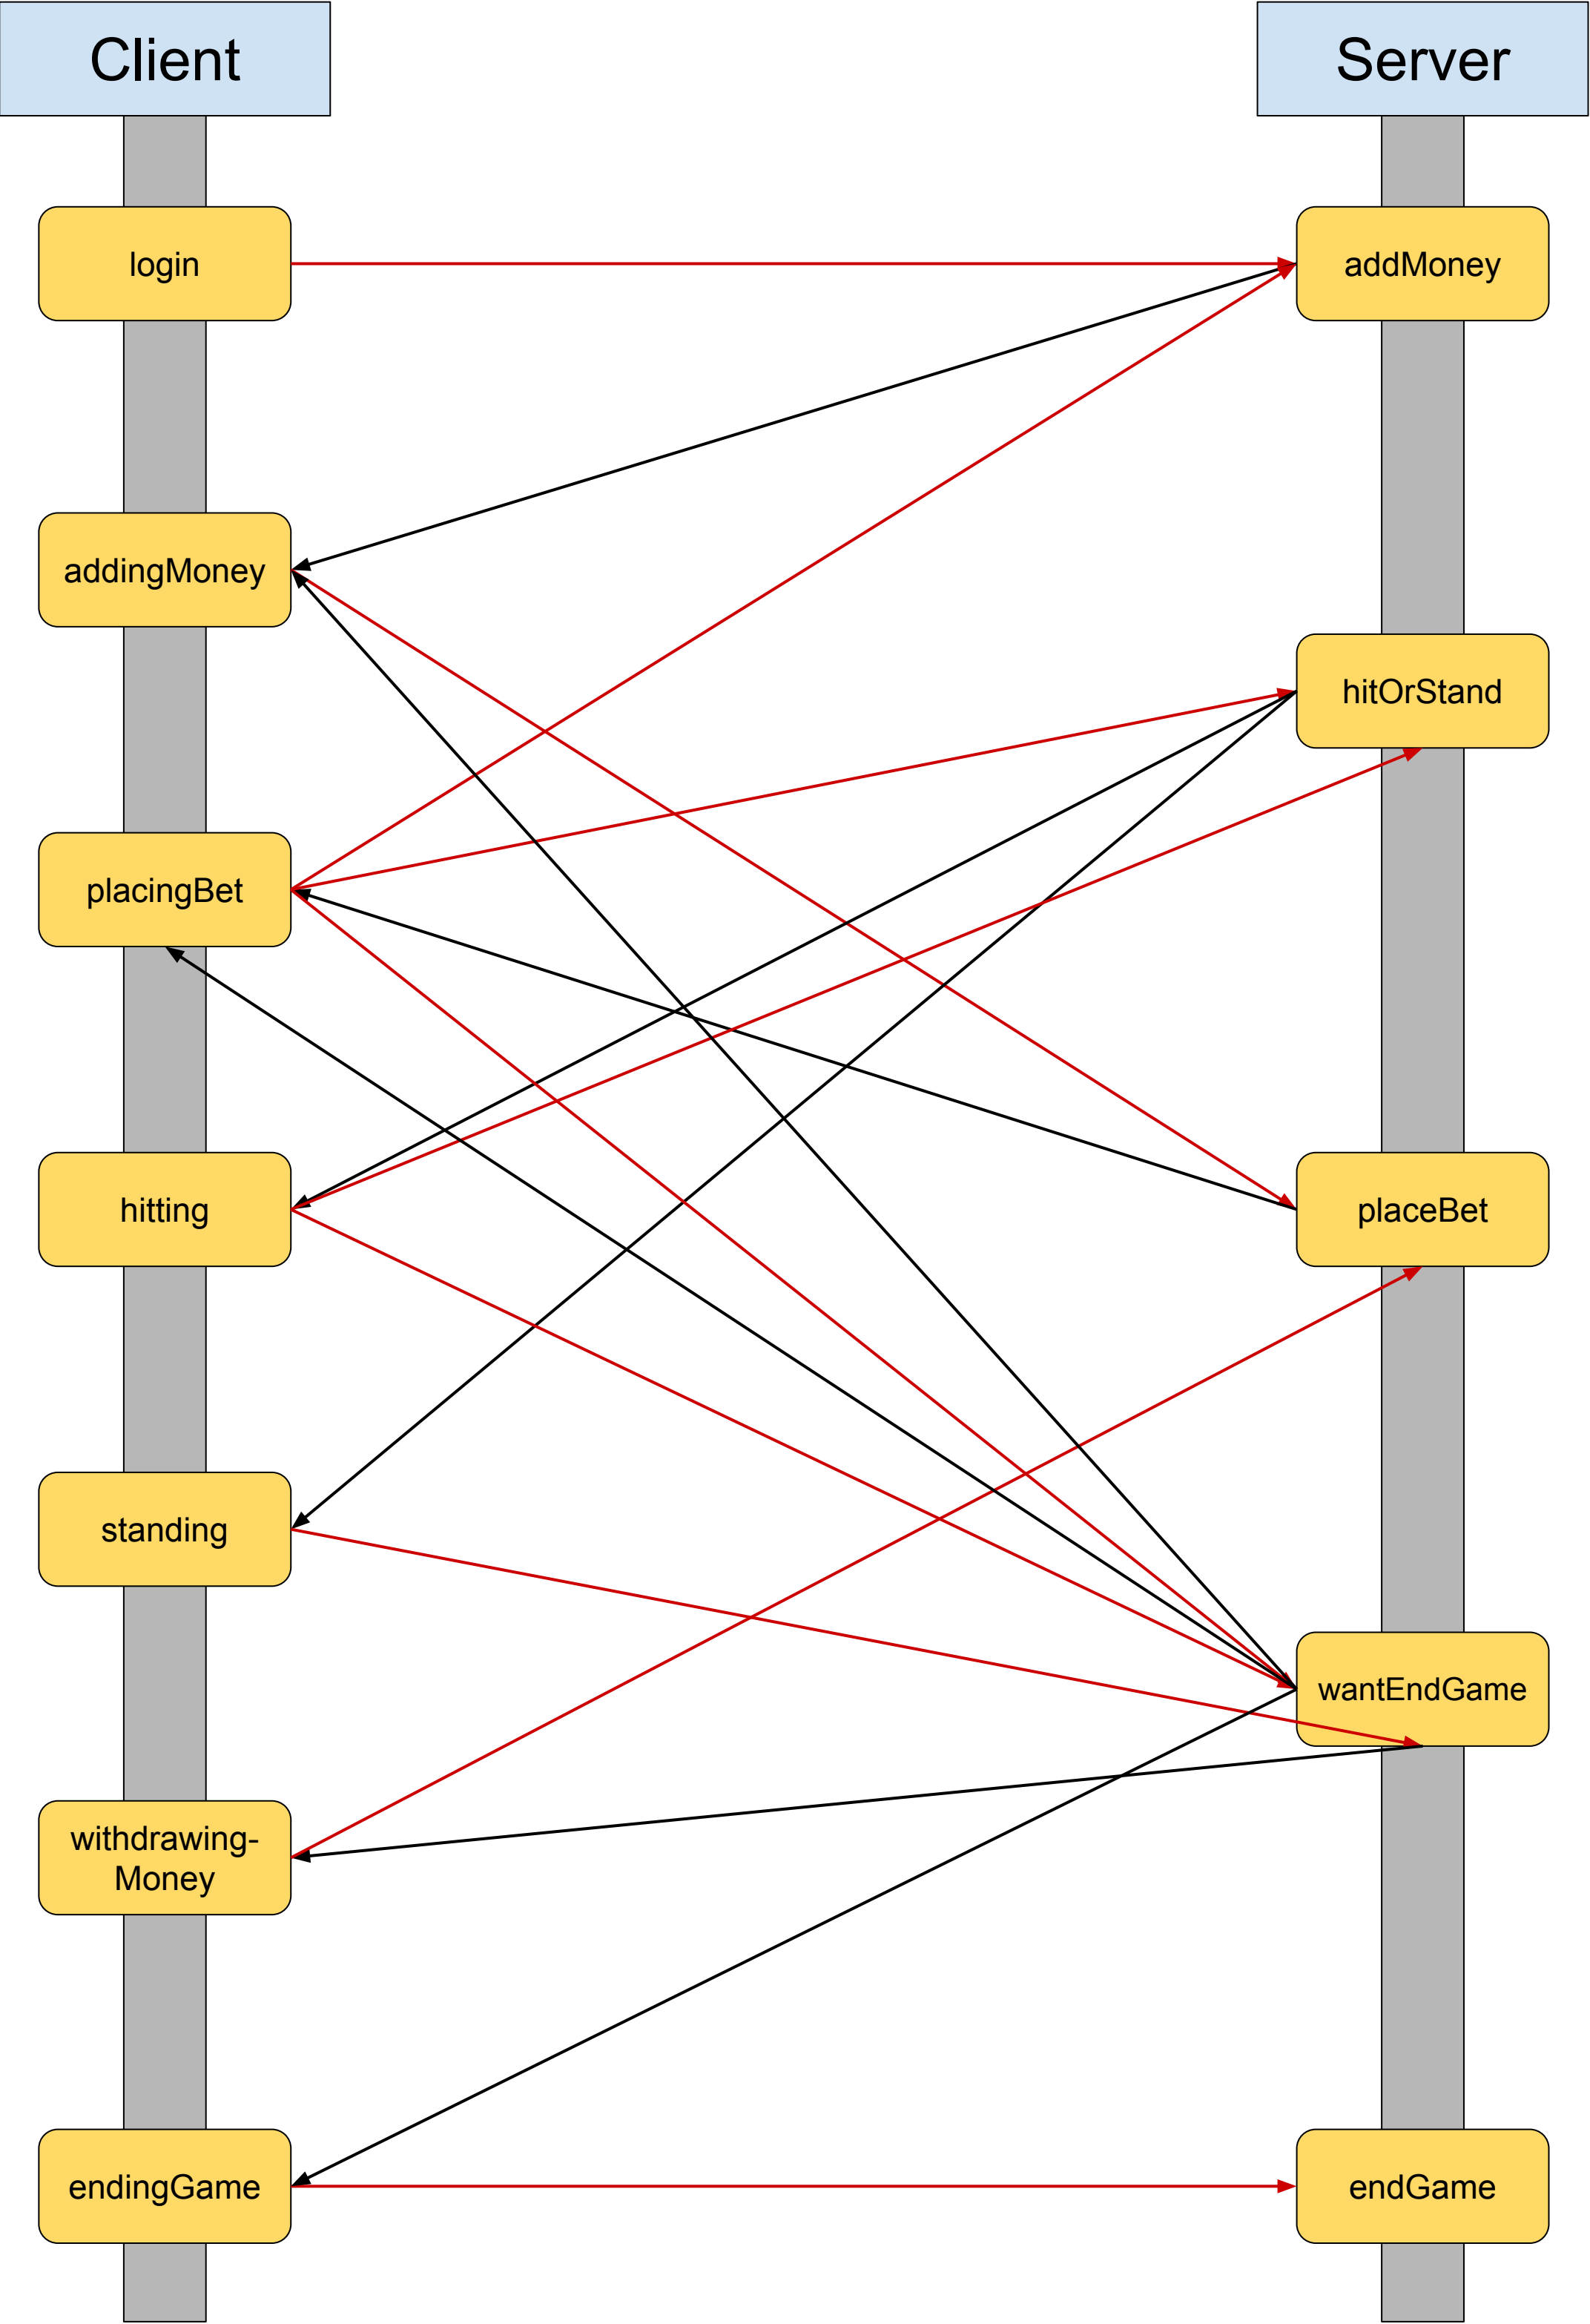 Client
Server
login
addMoney
addingMoney
hitOrStand
placingBet
hitting
placeBet
standing
wantEndGame
withdrawing-
Money
endingGame
endGame